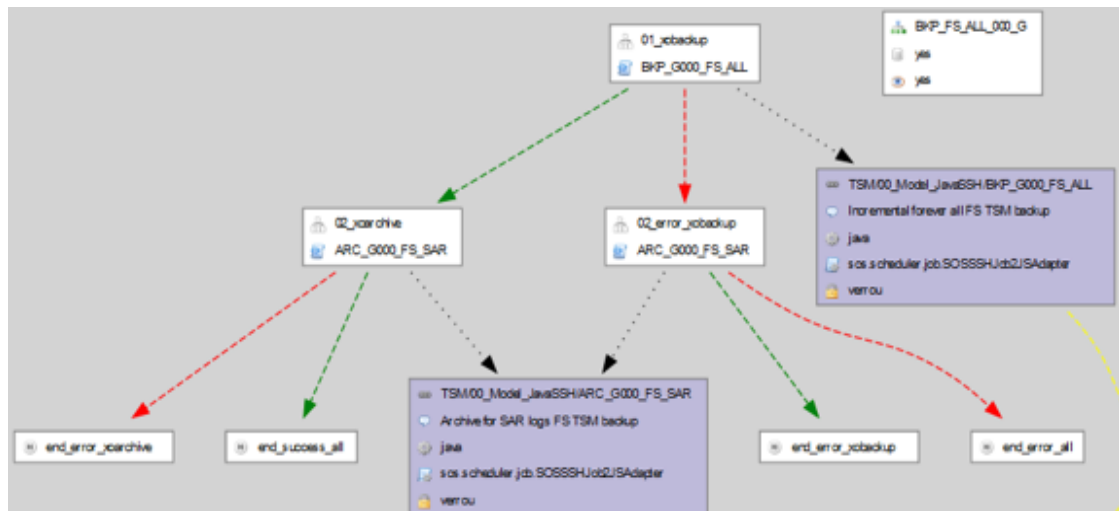 01_xobackup
BKP_G000_FS_ALL
BKP_FS_ALL_000_G
yes
yes
TSM/00_Model_JavaSSH/BKP_G000_FS_ALL
Incremental forever all FS TSM backup
java
sos.scheduler.job.SOSSSHJob2JSAdapter
verrou
02_xoarchive
ARC_G000_FS_SAR
02_error_xobackup
ARC_G000_FS_SAR
TSM/00_Model_JavaSSH/ARC_G000_FS_SAR
Archive for SAR logs FS TSM backup
java
sos.scheduler.job.SOSSSHJob2JSAdapter
verrou
end_error_xoarchive
end_success_all
end_error_xobackup
end_error_all